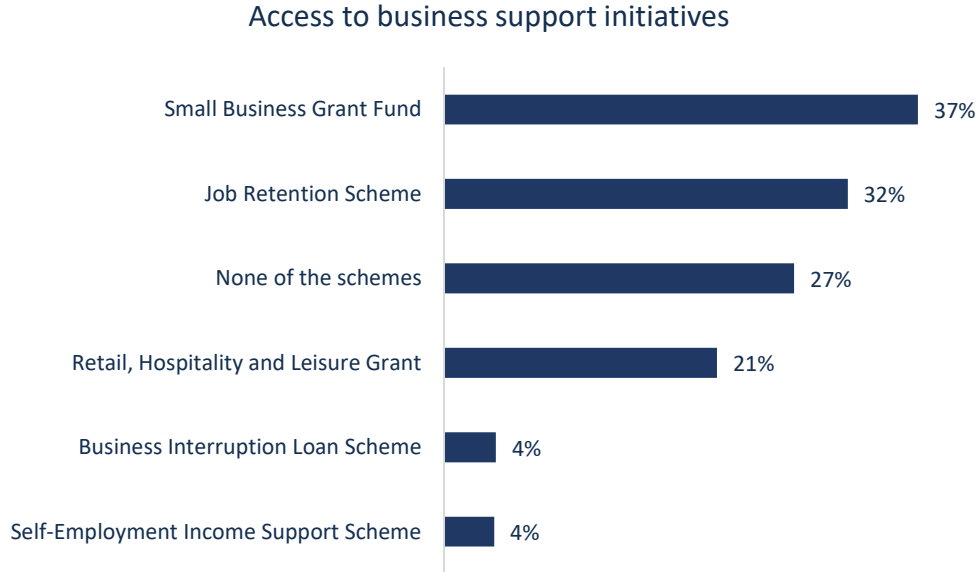 Access to business support initiatives
Small Business Grant Fund 37%
Job Retention Scheme 32%
None of the schemes 27%
Retail, Hospitality and Leisure Grant 21%
Business Interruption Loan Scheme 4%
Self-Employment Income Support Scheme 4%